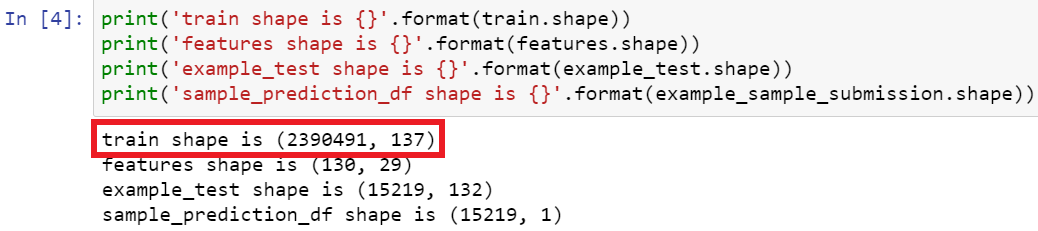 In [4]: print('train shape is {}'.format(train.shape))
print('features shape is {}'.format(features.shape))
print('example_test shape is {}'.format(example_test.shape))
print('sample_prediction_df shape is {}'.format(example_sample_submission.shape))
train shape is (2390491, 137)
features shape is (130, 29)
example_test shape is (15219, 132)
sample_prediction_df shape is (15219, 1)